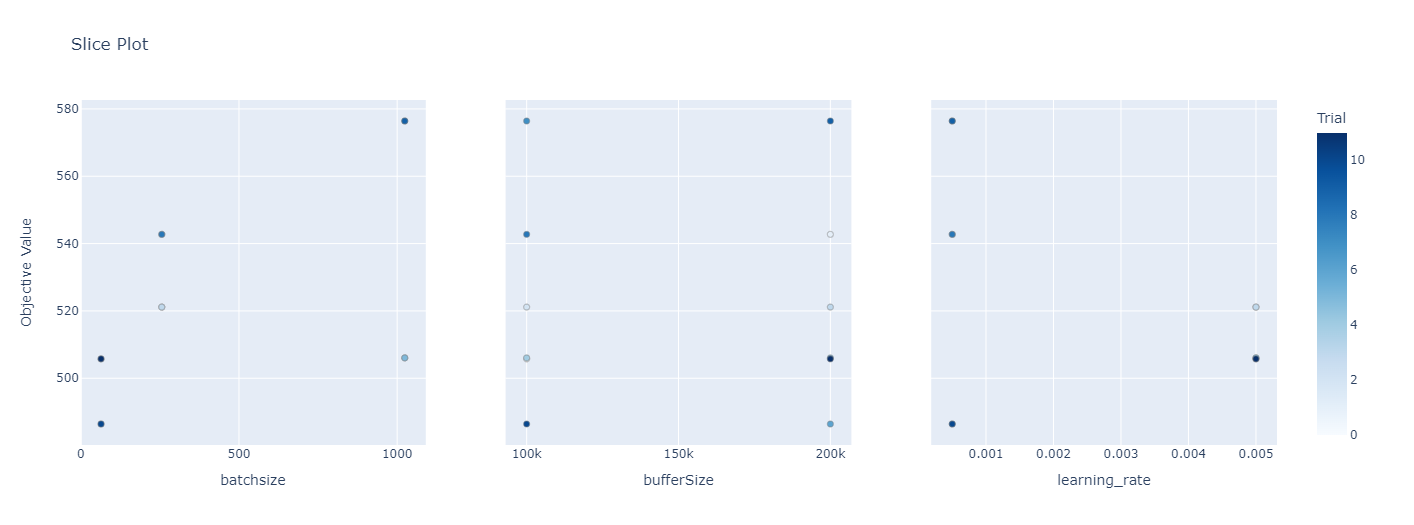 Slice Plot
Objective Value
580
560
540
520
500
0 500 1000
batchsize
100k 150k 200k
bufferSize
0.001 0.002 0.003 0.004 0.005
learning_rate
Trial
10
8
6
4
2
0